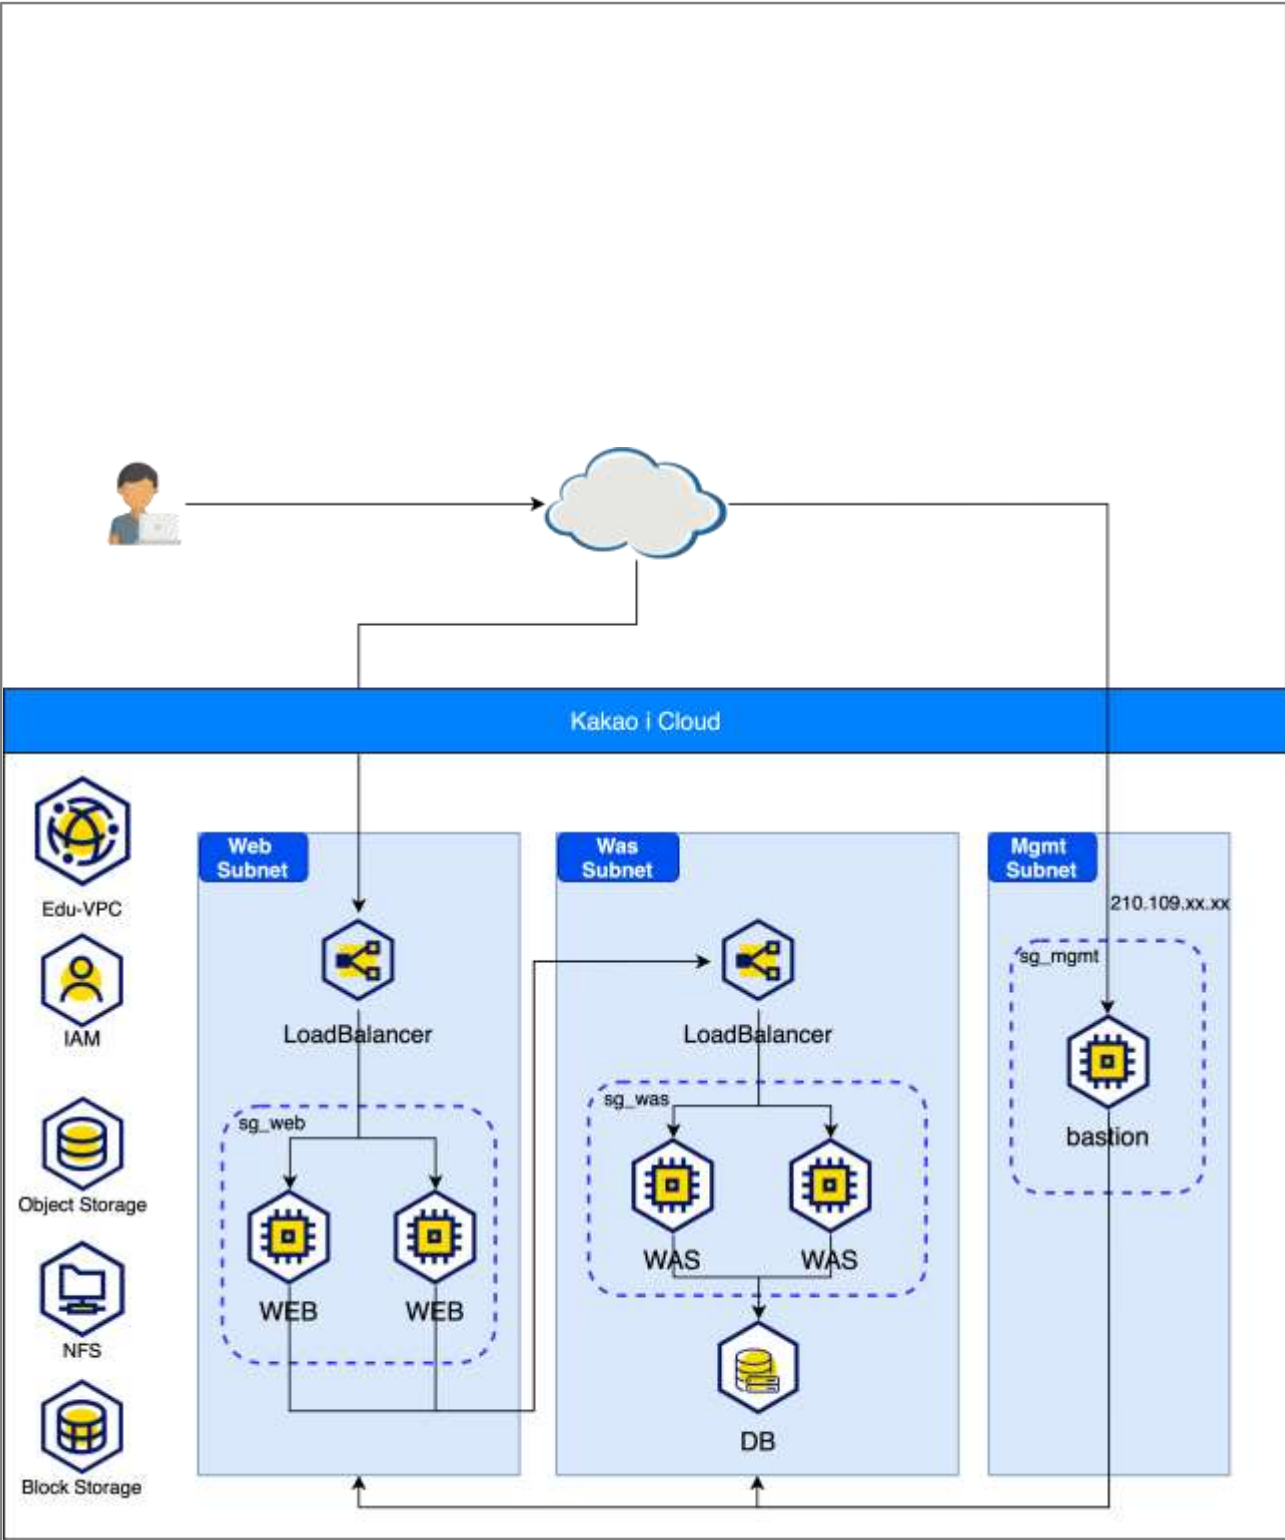 Kakao i Cloud
Edu-VPC
IAM
Object Storage
NFS
Block Storage
Web
Subnet
LoadBalancer
sg_web
WEB
WEB
Was
Subnet
LoadBalancer
sg_was
WAS
WAS
DB
Mgmt
Subnet
210.109.xx.xx
sg_mgmt
bastion